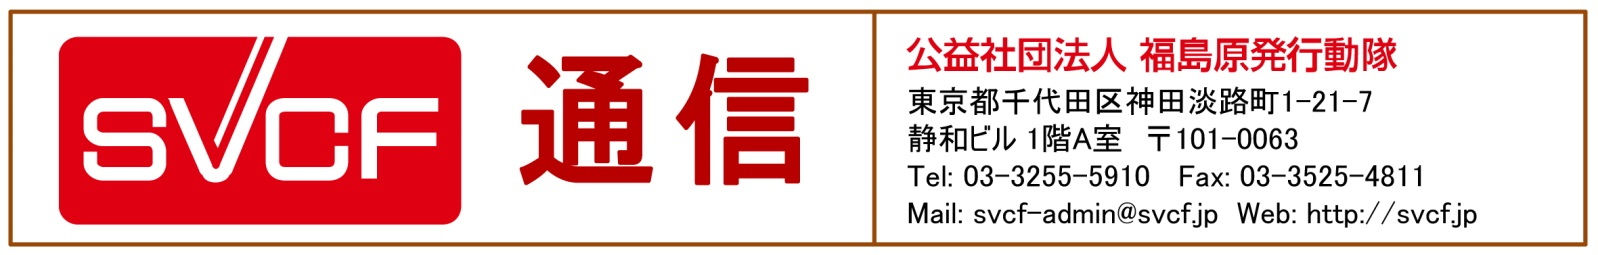 SVCF 通信
公益社団法人 福島原発行動隊
東京都千代田区神田淡路町1-21-7
静和ビル 1階A室 〒101-0063
Tel: 03-3255-5910 Fax: 03-3525-4811
Mail: svcf-admin@svcf.jp Web: http://svcf.jp